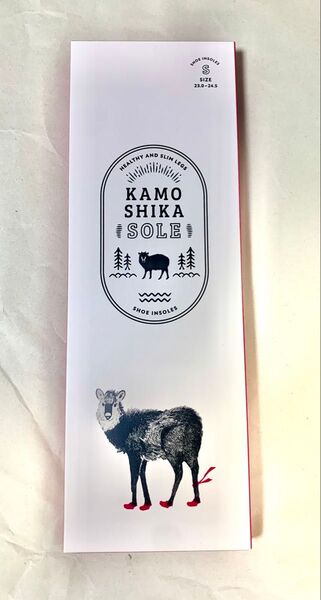 SHOE INSOLES
S
SIZE
23.0-24.5
HEALTHY AND SLIM LEGS
KAMO
SHIKA
SOLE
SHOE INSOLES